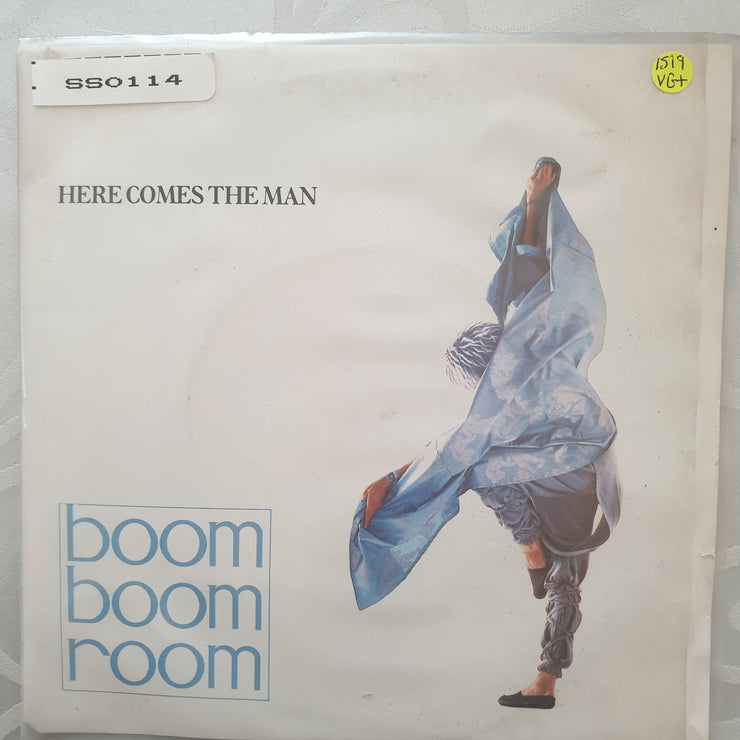 SS0114
1519
VG+
HERE COMES THE MAN
boom
boom
room